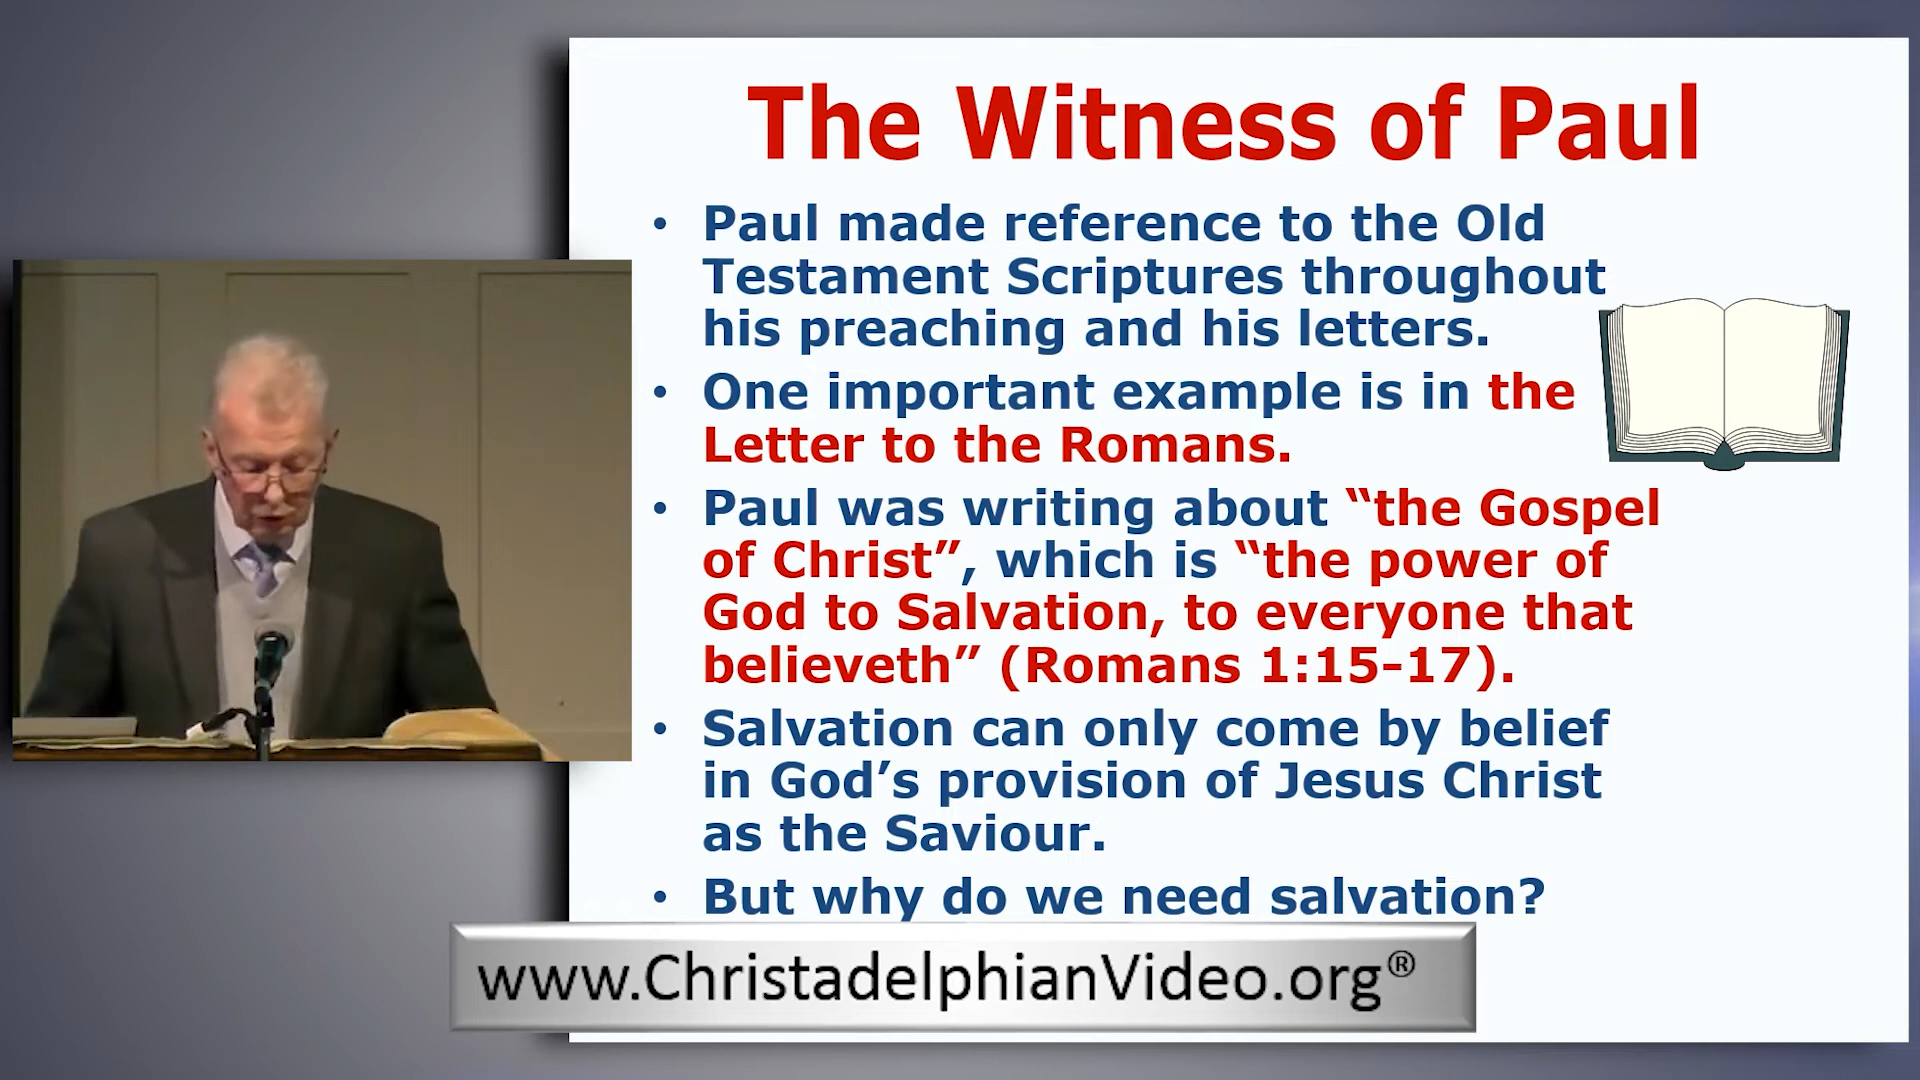 The Witness of Paul
• Paul made reference to the Old
Testament Scriptures throughout
his preaching and his letters.
• One important example is in the
Letter to the Romans.
• Paul was writing about “the Gospel
of Christ”, which is “the power of
God to Salvation, to everyone that
believeth” (Romans 1:15-17).
• Salvation can only come by belief
in God’s provision of Jesus Christ
as the Saviour.
• But why do we need salvation?
www.ChristadelphianVideo.org®